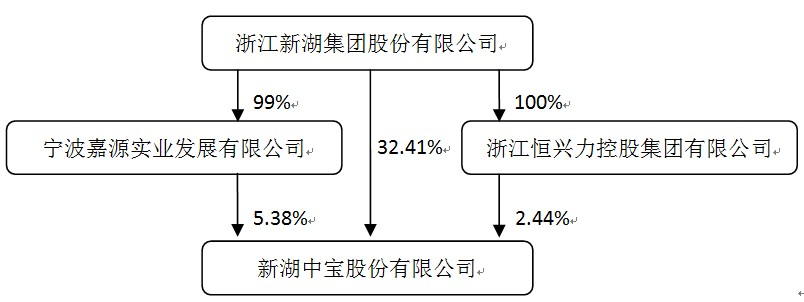 浙江新湖集团股份有限公司
99%
100%
宁波嘉源实业发展有限公司
32.41%
浙江恒兴力控股集团有限公司
5.38%
2.44%
新湖中宝股份有限公司